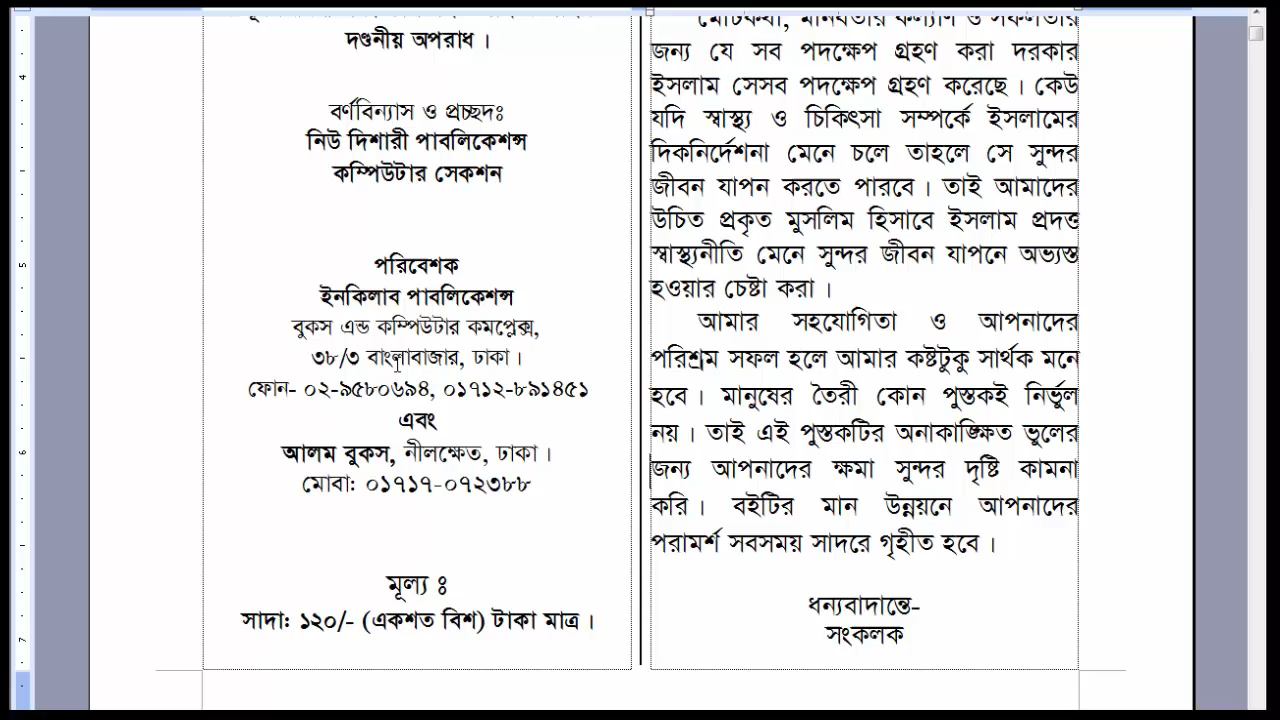 দণ্ডনীয় অপরাধ।
বর্ণবিন্যাস ও প্রচ্ছদঃ
নিউ দিশারী পাবলিকেশন্স
কম্পিউটার সেকশন
পরিবেশক
ইনকিলাব পাবলিকেশন্স
বুকস এন্ড কম্পিউটার কমপ্লেক্স,
৩৮/৩ বাংলাবাজার, ঢাকা।
ফোন- ০২-৯৫৮০৬৯৪, ০১৭১২-৮৯১৪৫১
এবং
আলম বুকস, নীলক্ষেত, ঢাকা।
মোবা: ০১৭১৭-০৭২৩৮৮
মূল্য ঃ
সাদা: ১২০/- (একশত বিশ) টাকা মাত্র।
মোটকথা, মানবতার কল্যাণ ও সফলতার
জন্য যে সব পদক্ষেপ গ্রহণ করা দরকার
ইসলাম সেসব পদক্ষেপ গ্রহণ করেছে। কেউ
যদি স্বাস্থ্য ও চিকিৎসা সম্পর্কে ইসলামের
দিকনির্দেশনা মেনে চলে তাহলে সে সুন্দর
জীবন যাপন করতে পারবে। তাই আমাদের
উচিত প্রকৃত মুসলিম হিসাবে ইসলাম প্রদত্ত
স্বাস্থ্যনীতি মেনে সুন্দর জীবন যাপনে অভ্যস্ত
হওয়ার চেষ্টা করা।
আমার সহযোগিতা ও আপনাদের
পরিশ্রম সফল হলে আমার কষ্টটুকু সার্থক মনে
হবে। মানুষের তৈরী কোন পুস্তকই নির্ভুল
নয়। তাই এই পুস্তকটির অনাকাঙ্ক্ষিত ভুলের
জন্য আপনাদের ক্ষমা সুন্দর দৃষ্টি কামনা
করি। বইটির মান উন্নয়নে আপনাদের
পরামর্শ সবসময় সাদরে গৃহীত হবে।
ধন্যবাদান্তে-
সংকলক